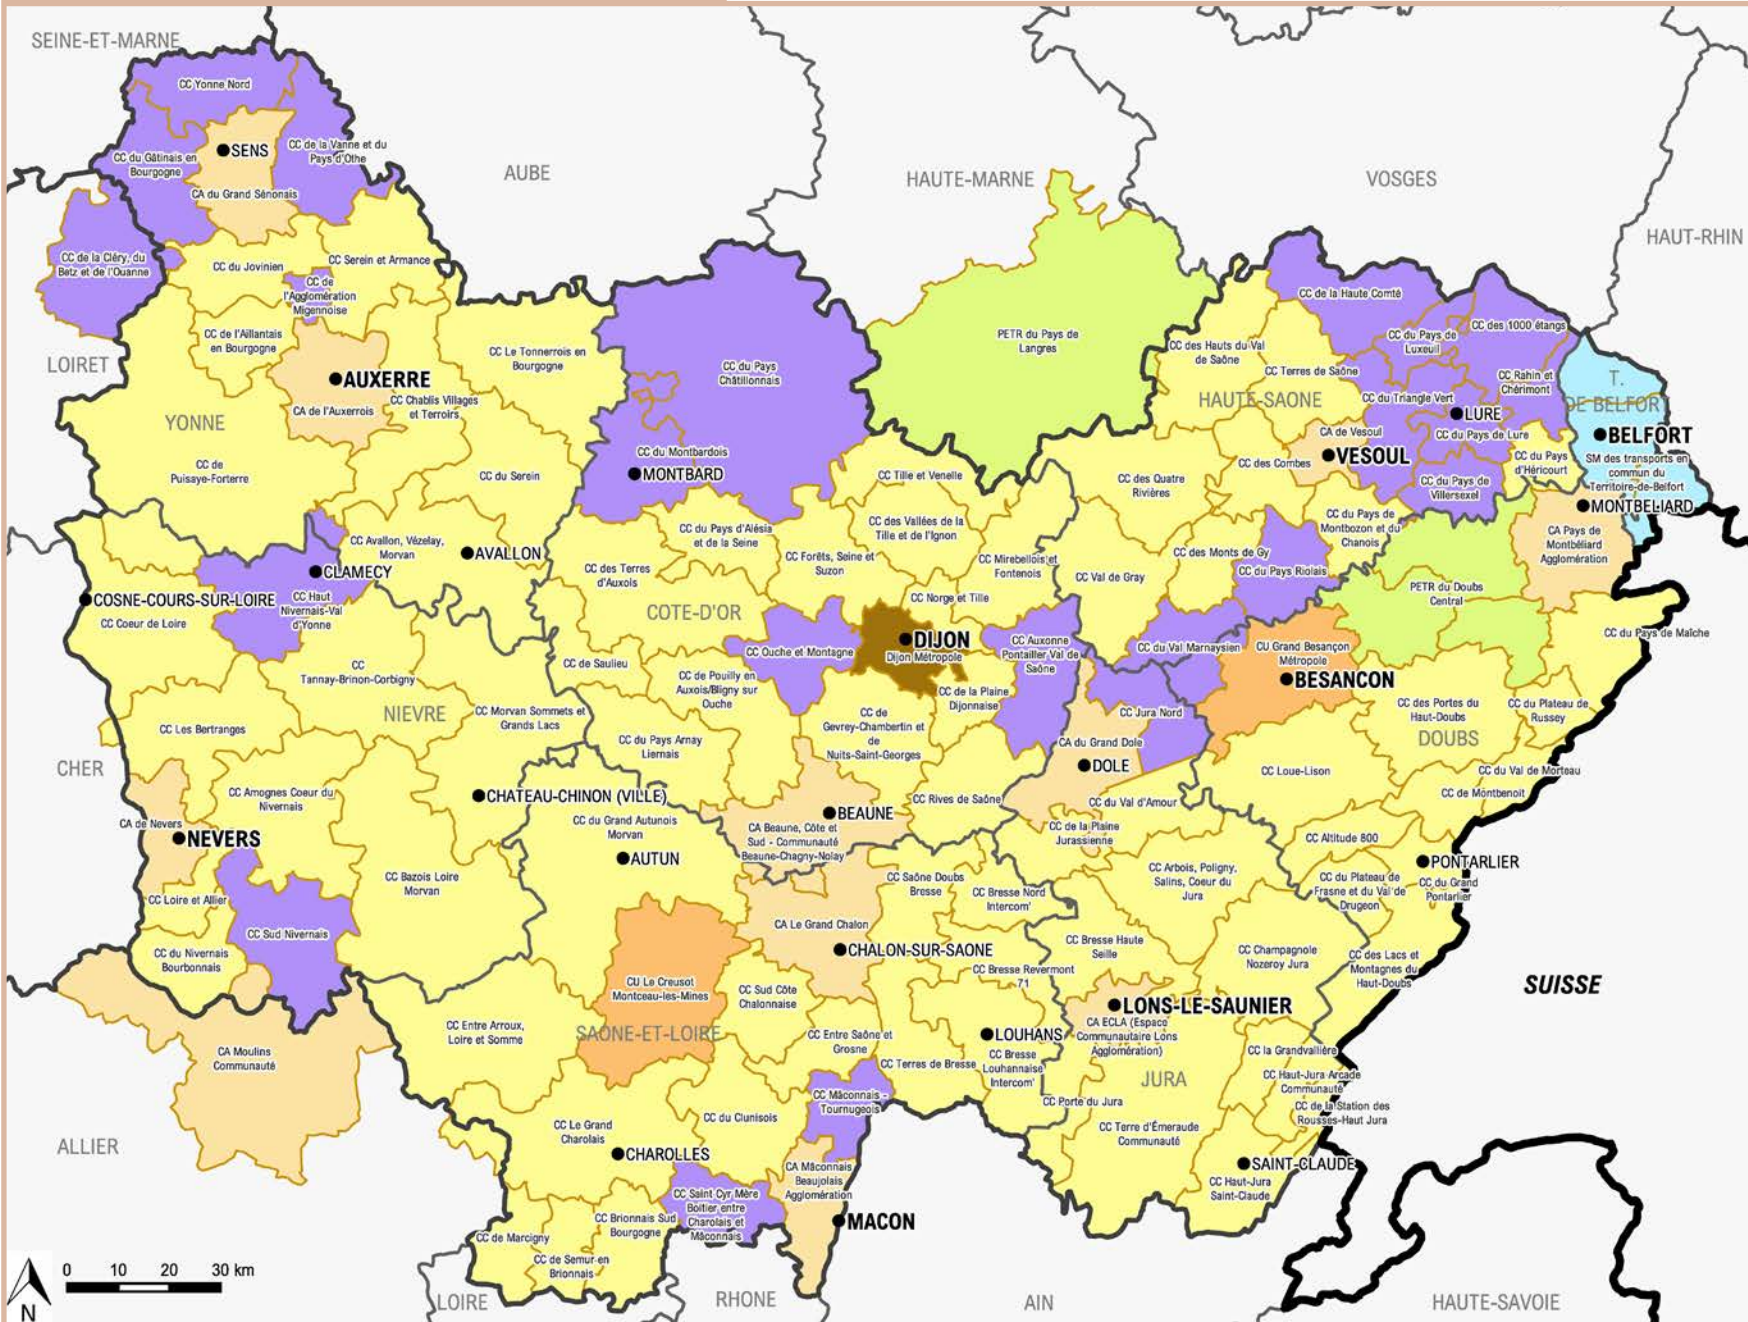 SEINE-ET-MARNE
CC Yonne Nord
SENS
CC de la Vanne et du
Pays d'Othe
CC du Gâtinais en
Bourgogne
CA du Grand Sénonais
AUBE
HAUTE-MARNE
VOSGES
HAUT-RHIN
CC de la Cléry, du
Betz et de l'Ouanne
CC du Jovinien
CC Serein et Armance
CC de
l'Agglomération
Migennoise
CC de l'Aillantais
en Bourgogne
LOIRET
AUXERRE
CA de l'Auxerrois
CC Chablis Villages
et Terroirs
YONNE
CC de
Puisaye-Forterre
CC Le Tonnerrois en
Bourgogne
CC du Serein
CC du Pays
Châtillonnais
CC du Montbardois
MONTBARD
PETR du Pays de
Langres
CC de la Haute Comté
CC des 1000 étangs
CC du Pays de
Luxeuil
CC des Hauts du Val
de Saône
CC Terres de Saône
HAUTE-SAONE
CC Rahin et
Chérimont
CC du Triangle Vert
LURE
CC du Pays de Lure
T.
DE BELFORT
BELFORT
SM des transports en
commun du
Territoire-de-Belfort
CA de Vesoul
VESOUL
CC des Combes
CC du Pays
d'Héricourt
CC du Pays de
Villersexel
MONTBELIARD
CA Pays de
Montbéliard
Agglomération
CC Tille et Venelle
CC des Quatre
Rivières
CC du Pays de
Montbozon et du
Chanois
CC du Pays d'Alésia
et de la Seine
CC des Vallées de la
Tille et de l'Ignon
CC Forêts, Seine et
Suzon
CC Mirebellois et
Fontenois
CC des Monts de Gy
CC du Pays Riolais
CC Val de Gray
CC des Terres
d'Auxois
CC Avallon, Vézelay,
Morvan
AVALLON
CLAMECY
CC Haut
Nivernais-Val
d'Yonne
COSNE-COURS-SUR-LOIRE
CC Coeur de Loire
COTE-D'OR
CC Norge et Tille
DIJON
Dijon Métropole
CC Ouche et Montagne
CC Auxonne
Pontailler Val de
Saône
CC du Val Marnaysien
CU Grand Besançon
Métropole
BESANCON
PETR du Doubs
Central
CC du Pays de Maîche
CC de Saulieu
CC
Tannay-Brinon-Corbigny
CC de Pouilly en
Auxois/Bligny sur
Ouche
CC de la Plaine
Dijonnaise
CC des Portes du
Haut-Doubs
CC du Plateau de
Russey
DOUBS
CC Les Bertranges
NIEVRE
CC Morvan Sommets et
Grands Lacs
CC du Pays Arnay
Liernais
CC de
Gevrey-Chambertin et
de
Nuits-Saint-Georges
CC Jura Nord
CA du Grand Dole
DOLE
CC Loue-Lison
CC du Val de Morteau
CC de Montbenoit
CHER
CC Amognes Coeur du
Nivernais
CHATEAU-CHINON (VILLE)
CC du Grand Autunois
Morvan
AUTUN
BEAUNE
CA Beaune, Côte et
Sud - Communauté
Beaune-Chagny-Nolay
CC Rives de Saône
CC du Val d'Amour
CC de la Plaine
Jurassienne
CC Altitude 800
CA de Nevers
NEVERS
PONTARLIER
CC du Grand
Pontarlier
CC du Plateau de
Frasne et du Val de
Drugeon
CC Bazois Loire
Morvan
CC Loire et Allier
CC Sud Nivernais
CC du Nivernais
Bourbonnais
CC Saône Doubs
Bresse
CC Bresse Nord
Intercom'
CC Arbois, Poligny,
Salins, Coeur du
Jura
CA Le Grand Chalon
CHALON-SUR-SAONE
CC Bresse Haute
Seille
CC Champagnole
Nozeroy Jura
CC des Lacs et
Montagnes du
Haut-Doubs
SUISSE
CC Bresse Revermont
71
CU Le Creusot
Montceau-les-Mines
CC Sud Côte
Chalonnaise
LONS-LE-SAUNIER
CA ECLA (Espace
Communautaire Lons
Agglomération)
CC Entre Arroux,
Loire et Somme
SAONE-ET-LOIRE
CC Entre Saône et
Grosne
LOUHANS
CC Bresse
Louhannaise
Intercom'
CC Terres de Bresse
CA Moulins
Communauté
CC la Grandvallière
CC Haut-Jura Arcade
Communauté
CC de la Station des
Rousses-Haut Jura
JURA
CC Porte du Jura
CC Terre d'Émeraude
Communauté
CC Mâconnais -
Tournugeois
CC du Clunisois
CC Le Grand
Charolais
CHAROLLES
ALLIER
SAINT-CLAUDE
CC Haut-Jura
Saint-Claude
CA Mâconnais
Beaujolais
Agglomération
CC Saint Cyr Mère
Boitier entre
Charolais et
Mâconnais
MACON
CC Brionnais Sud
Bourgogne
CC de Marcigny
CC de Semur-en
Brionnais
0 10 20 30 km
N
LOIRE
RHONE
AIN
HAUTE-SAVOIE